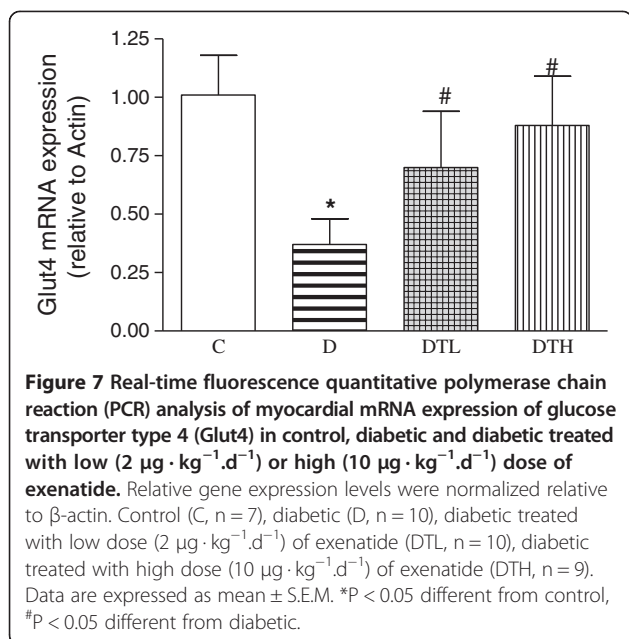 Glut4 mRNA expression
(relative to Actin)
1.25
1.00
0.75
0.50
0.25
0.00
*
#
#
C D DTL DTH
Figure 7 Real-time fluorescence quantitative polymerase chain
reaction (PCR) analysis of myocardial mRNA expression of glucose
transporter type 4 (Glut4) in control, diabetic and diabetic treated
with low (2 μg · kg⁻¹.d⁻¹) or high (10 μg · kg⁻¹.d⁻¹) dose of
exenatide. Relative gene expression levels were normalized relative
to β-actin. Control (C, n = 7), diabetic (D, n = 10), diabetic treated
with low dose (2 μg · kg⁻¹.d⁻¹) of exenatide (DTL, n = 10), diabetic
treated with high dose (10 μg · kg⁻¹.d⁻¹) of exenatide (DTH, n = 9).
Data are expressed as mean ± S.E.M. *P < 0.05 different from control,
#P < 0.05 different from diabetic.